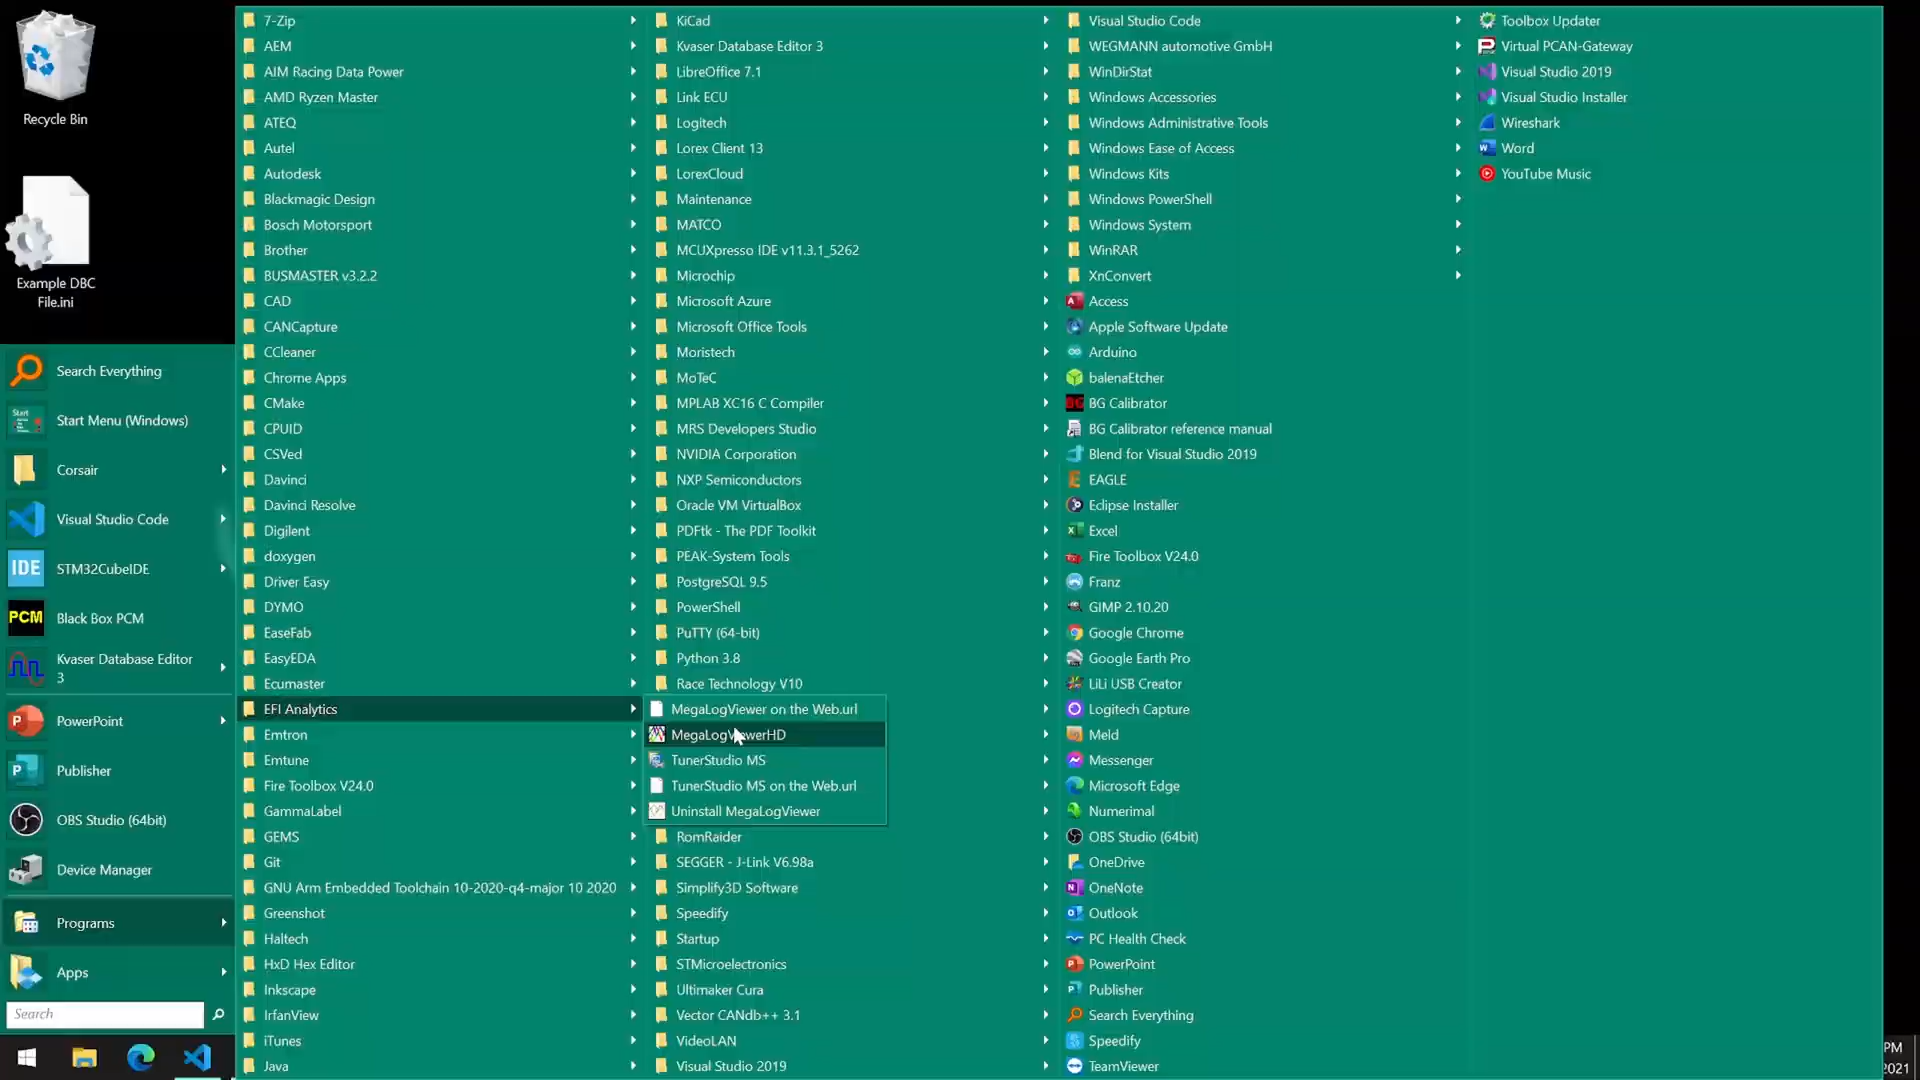 Recycle Bin
Example DBC
File.ini
Search Everything
Start
Start Menu (Windows)
Corsair
Visual Studio Code
IDE
STM32CubeIDE
PCM
Black Box PCM
Kvaser Database Editor
3
PowerPoint
Publisher
OBS Studio (64bit)
Device Manager
Programs
Apps
Search
7-Zip
AEM
AIM Racing Data Power
AMD Ryzen Master
ATEQ
Autel
Autodesk
Blackmagic Design
Bosch Motorsport
Brother
BUSMASTER v3.2.2
CAD
CANCapture
CCleaner
Chrome Apps
CMake
CPUID
CSVed
Davinci
Davinci Resolve
Digilent
doxygen
Driver Easy
DYMO
EaseFab
EasyEDA
Ecumaster
EFI Analytics
Emtron
Emtune
Fire Toolbox V24.0
GammaLabel
GEMS
Git
GNU Arm Embedded Toolchain 10-2020-q4-major 10 2020
Greenshot
Haltech
HxD Hex Editor
Inkscape
IrfanView
iTunes
Java
KiCad
Kvaser Database Editor 3
LibreOffice 7.1
Link ECU
Logitech
Lorex Client 13
LorexCloud
Maintenance
MATCO
MCUXpresso IDE v11.3.1_5262
Microchip
Microsoft Azure
Microsoft Office Tools
Moristech
MoTeC
MPLAB XC16 C Compiler
MRS Developers Studio
NVIDIA Corporation
NXP Semiconductors
Oracle VM VirtualBox
PDFtk - The PDF Toolkit
PEAK-System Tools
PostgreSQL 9.5
PowerShell
PuTTY (64-bit)
Python 3.8
Race Technology V10
MegaLogViewer on the Web.url
MegaLogViewerHD
TunerStudio MS
TunerStudio MS on the Web.url
Uninstall MegaLogViewer
RomRaider
SEGGER - J-Link V6.98a
Simplify3D Software
Speedify
Startup
STMicroelectronics
Ultimaker Cura
Vector CANdb++ 3.1
VideoLAN
Visual Studio 2019
Visual Studio Code
WEGMANN automotive GmbH
WinDirStat
Windows Accessories
Windows Administrative Tools
Windows Ease of Access
Windows Kits
Windows PowerShell
Windows System
WinRAR
XnConvert
Access
Apple Software Update
Arduino
balenaEtcher
BG Calibrator
BG Calibrator reference manual
Blend for Visual Studio 2019
EAGLE
Eclipse Installer
Excel
Fire Toolbox V24.0
Franz
GIMP 2.10.20
Google Chrome
Google Earth Pro
LiLi USB Creator
Logitech Capture
Meld
Messenger
Microsoft Edge
Numerimal
OBS Studio (64bit)
OneDrive
OneNote
Outlook
PC Health Check
PowerPoint
Publisher
Search Everything
Speedify
TeamViewer
Toolbox Updater
Virtual PCAN-Gateway
Visual Studio 2019
Visual Studio Installer
Wireshark
Word
YouTube Music
PM
2021